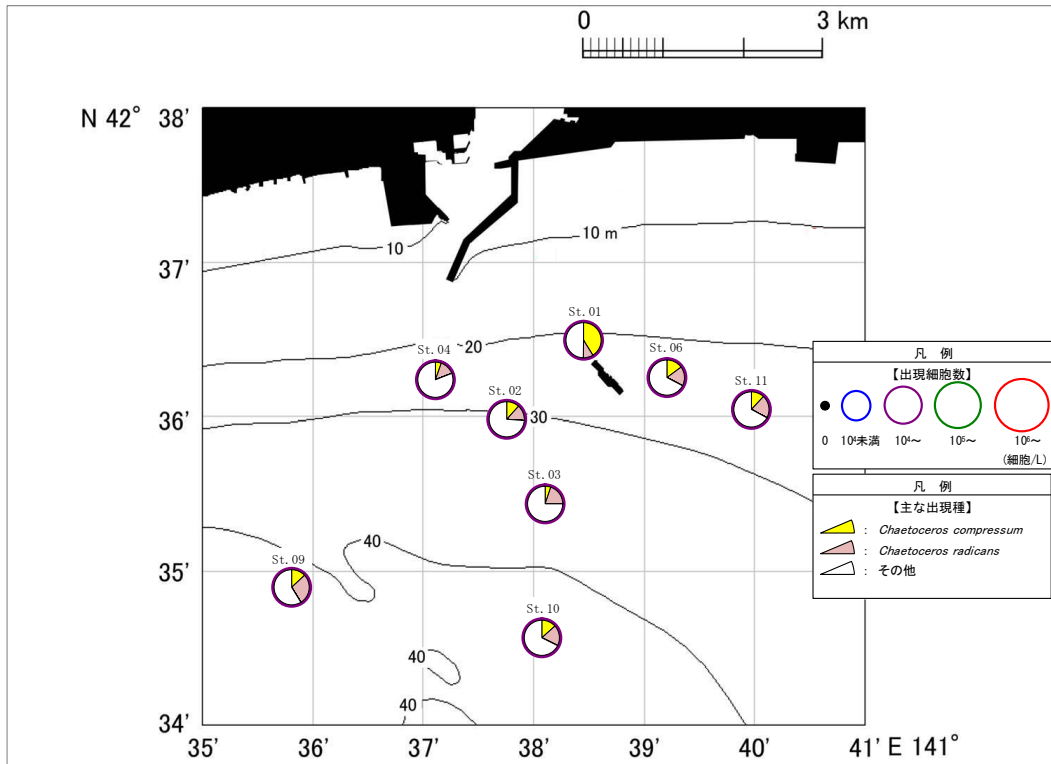 0 3 km
N 42° 38'
10
10 m
37'
St. 01
St. 04
20
St. 06
St. 02
St. 11
36'
30
St. 03
40
35'
St. 09
St. 10
40
40
34'
35' 36' 37' 38' 39' 40' 41' E 141°
凡 例
【出現細胞数】
0 10⁴未満 10⁴～ 10⁵～ 10⁶～
(細胞/L)
凡 例
【主な出現種】
: Chaetoceros compressum
: Chaetoceros radicans
: その他